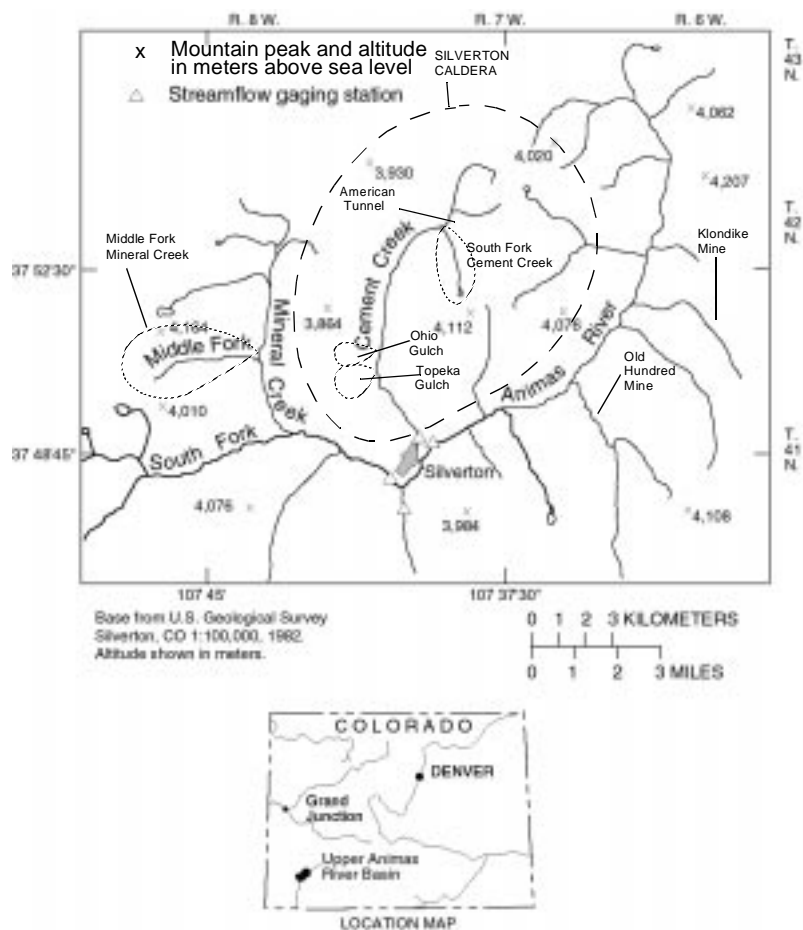 R. 8 W.
R. 7 W.
R. 6 W.
x Mountain peak and altitude
in meters above sea level
△ Streamflow gaging station
SILVERTON
CALDERA
T.
43
N.
4,062
4,020
3,930
4,207
American
Tunnel
T.
42
N.
Middle Fork
Mineral Creek
Cement Creek
South Fork
Cement Creek
Klondike
Mine
37 52'30"
Mineral Creek
3,864
4,112
4,076
Animas River
Middle Fork
Ohio
Gulch
Topeka
Gulch
Old
Hundred
Mine
4,010
South Fork
37 48'45"
Silverton
T.
41
N.
4,076
3,984
4,108
107 45'
107 37'30"
Base from U.S. Geological Survey
Silverton, CO 1:100,000, 1982.
Altitude shown in meters.
0 1 2 3 KILOMETERS
0 1 2 3 MILES
COLORADO
DENVER
Grand
Junction
Upper Animas
River Basin
LOCATION MAP